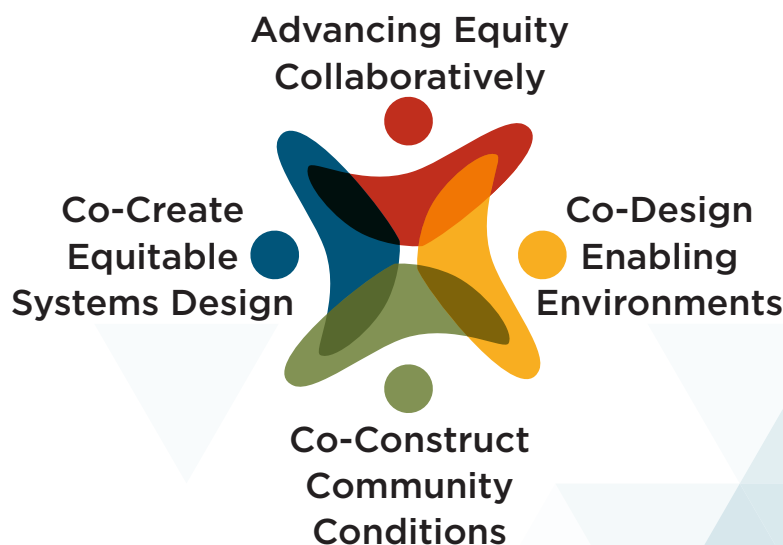 Advancing Equity
Collaboratively
Co-Create
Equitable
Systems Design
Co-Design
Enabling
Environments
Co-Construct
Community
Conditions